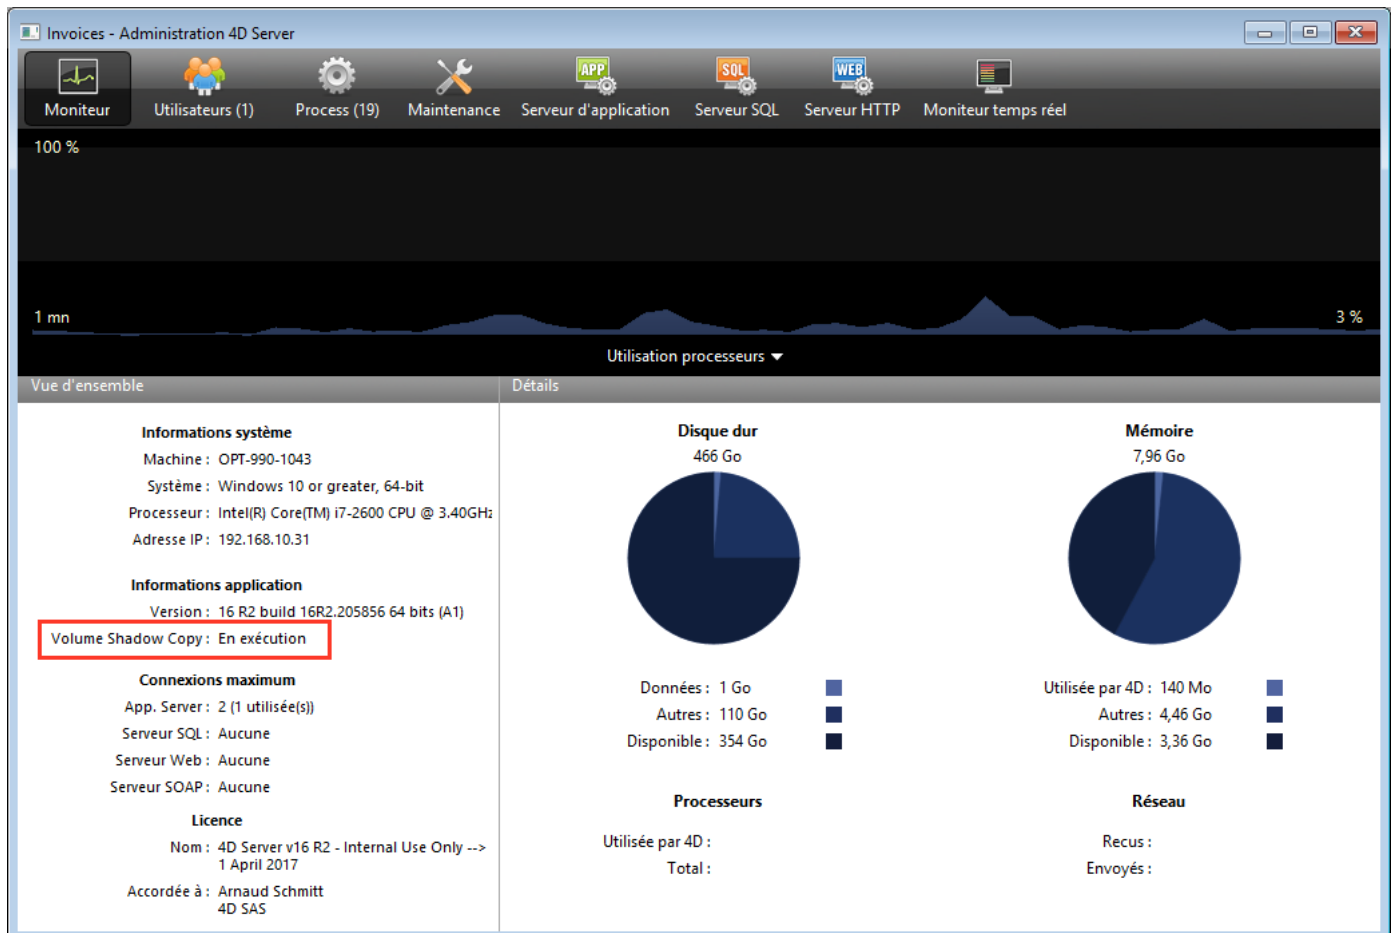 Invoices - Administration 4D Server
Moniteur
Utilisateurs (1)
Process (19)
Maintenance
APP
Serveur d'application
SQL
Serveur SQL
WEB
Serveur HTTP
Moniteur temps réel
100 %
1 mn
3 %
Utilisation processeurs
Vue d'ensemble
Détails
Informations système
Machine : OPT-990-1043
Système : Windows 10 or greater, 64-bit
Processeur : Intel(R) Core(TM) i7-2600 CPU @ 3.40GHz
Adresse IP : 192.168.10.31
Informations application
Version : 16 R2 build 16R2.205856 64 bits (A1)
Volume Shadow Copy : En exécution
Connexions maximum
App. Server : 2 (1 utilisée(s))
Serveur SQL : Aucune
Serveur Web : Aucune
Serveur SOAP : Aucune
Licence
Nom : 4D Server v16 R2 - Internal Use Only -->
1 April 2017
Accordée à : Arnaud Schmitt
4D SAS
Disque dur
466 Go
Données : 1 Go
Autres : 110 Go
Disponible : 354 Go
Processeurs
Utilisée par 4D :
Total :
Mémoire
7,96 Go
Utilisée par 4D : 140 Mo
Autres : 4,46 Go
Disponible : 3,36 Go
Réseau
Recus :
Envoyés :